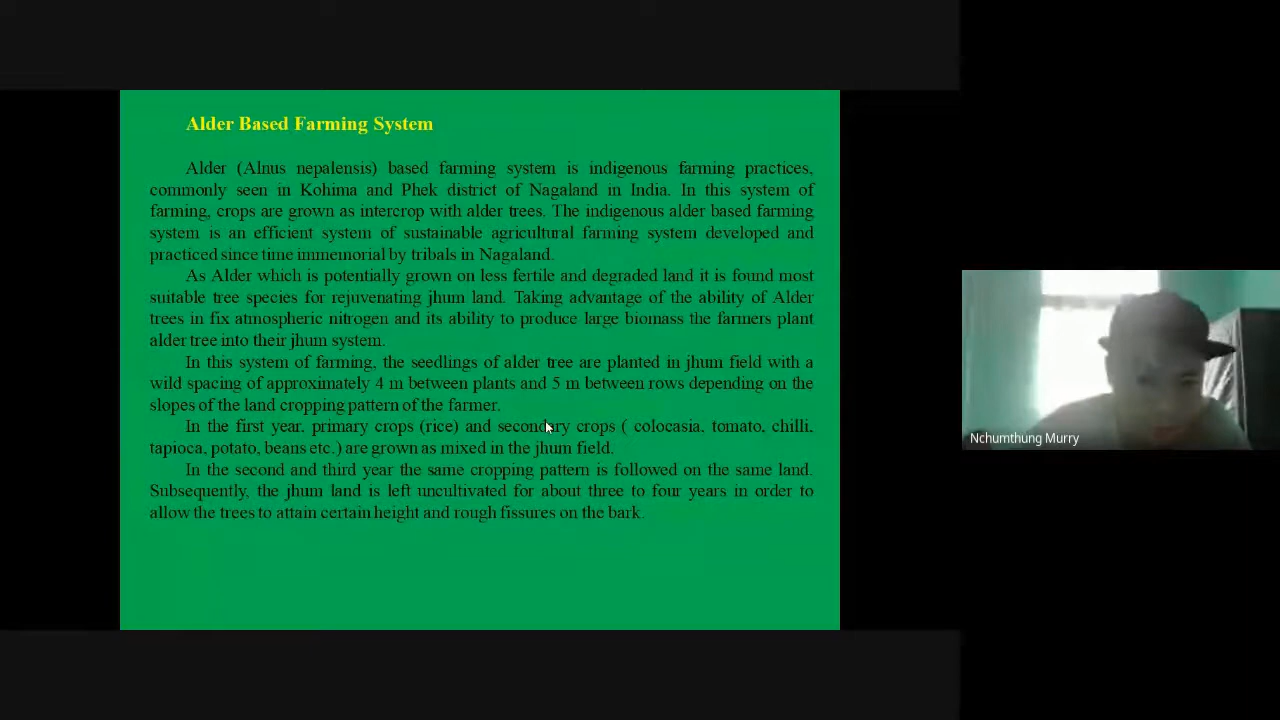 Alder Based Farming System
Alder (Alnus nepalensis) based farming system is indigenous farming practices,
commonly seen in Kohima and Phek district of Nagaland in India. In this system of
farming, crops are grown as intercrop with alder trees. The indigenous alder based farming
system is an efficient system of sustainable agricultural farming system developed and
practiced since time immemorial by tribals in Nagaland.
As Alder which is potentially grown on less fertile and degraded land it is found most
suitable tree species for rejuvenating jhum land. Taking advantage of the ability of Alder
trees in fix atmospheric nitrogen and its ability to produce large biomass the farmers plant
alder tree into their jhum system.
In this system of farming, the seedlings of alder tree are planted in jhum field with a
wild spacing of approximately 4 m between plants and 5 m between rows depending on the
slopes of the land cropping pattern of the farmer.
In the first year, primary crops (rice) and secondary crops ( colocasia, tomato, chilli,
tapioca, potato, beans etc.) are grown as mixed in the jhum field.
In the second and third year the same cropping pattern is followed on the same land.
Subsequently, the jhum land is left uncultivated for about three to four years in order to
allow the trees to attain certain height and rough fissures on the bark.
Nchumthung Murry